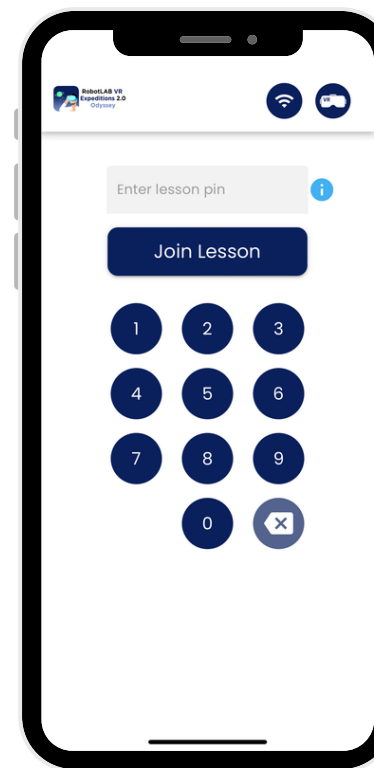 RobotLAB VR
Expeditions 2.0
Odyssey
VR
Enter lesson pin
i
Join Lesson
1 2 3
4 5 6
7 8 9
0